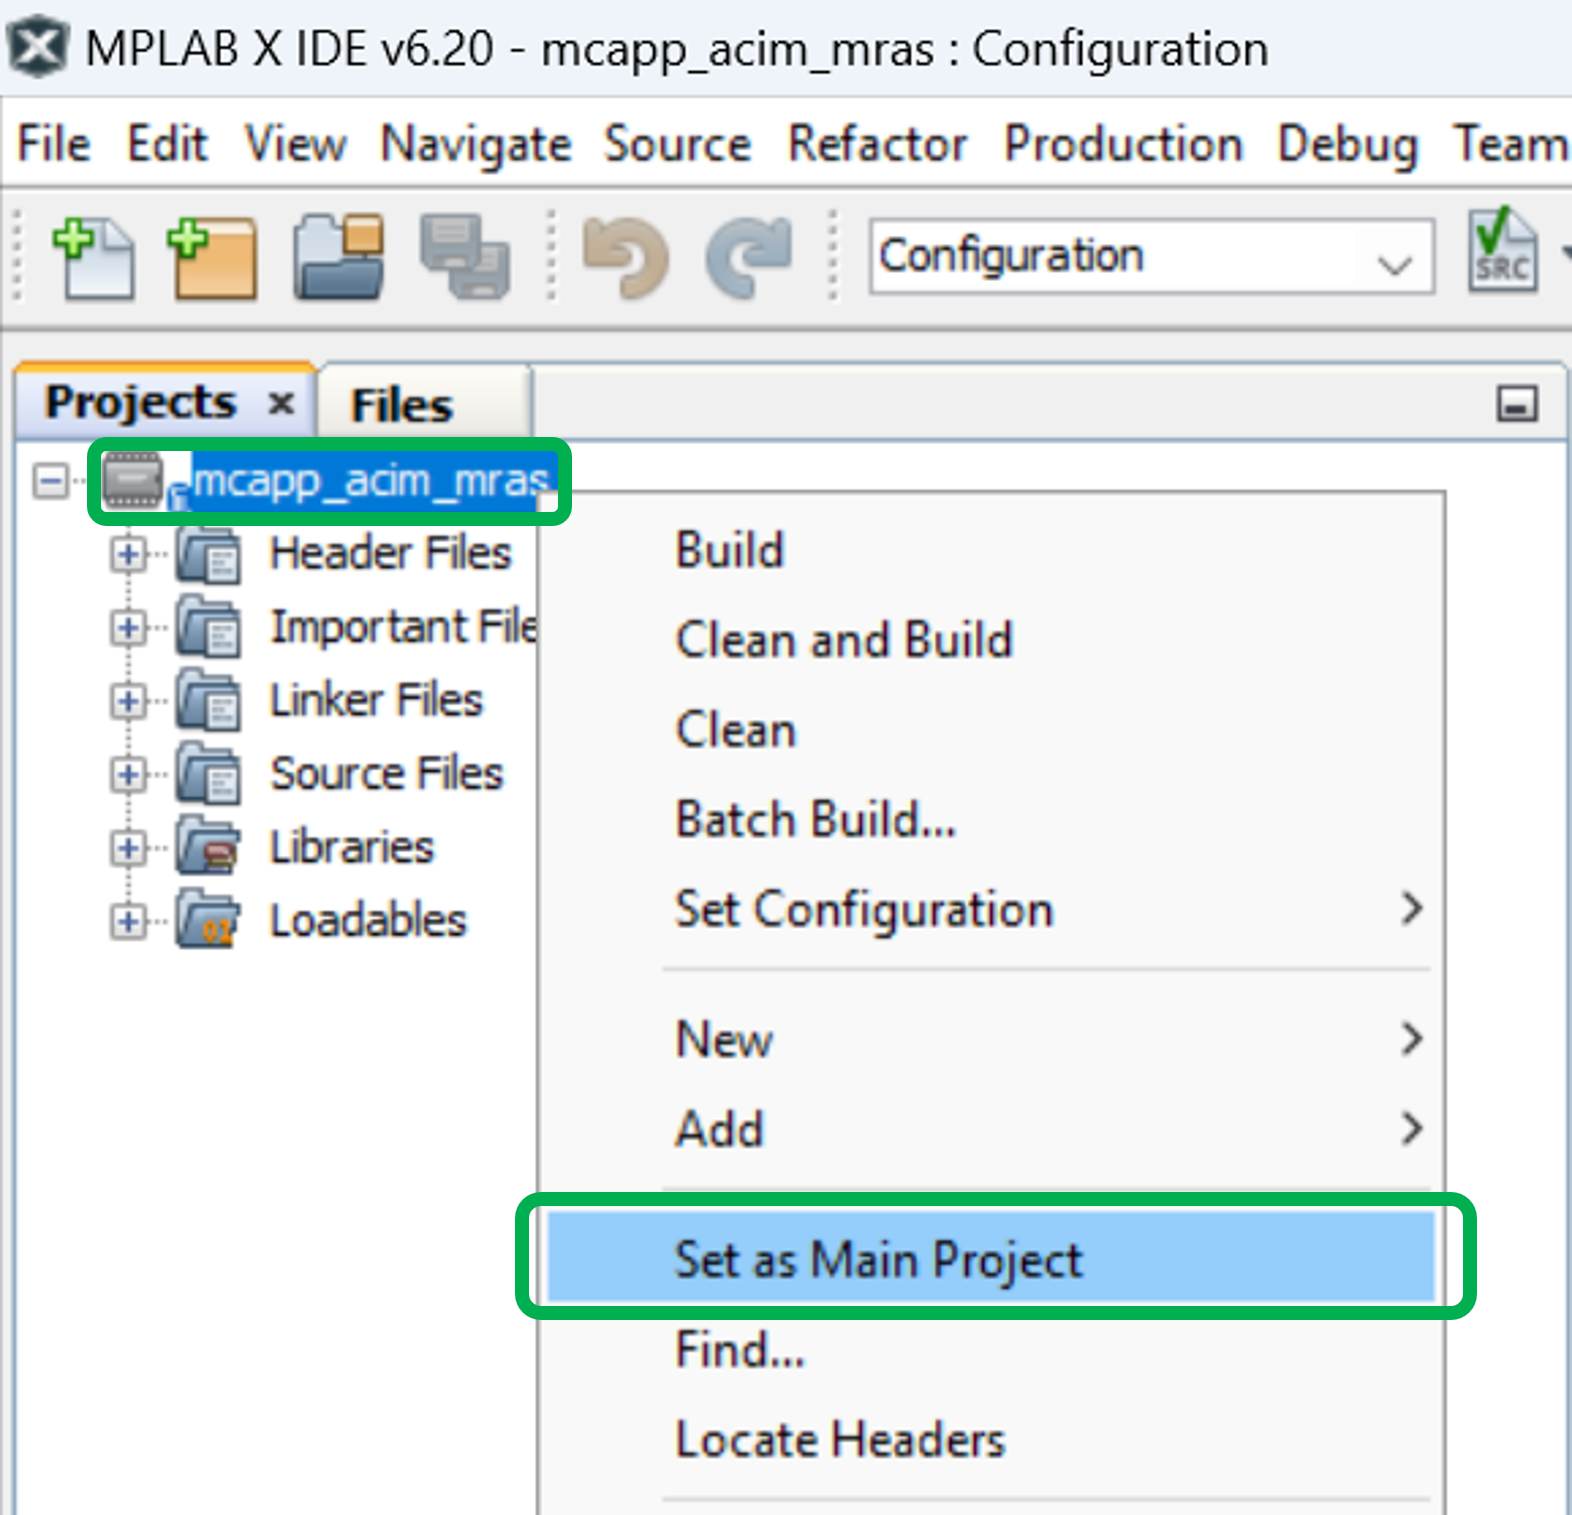 MPLAB X IDE v6.20 - mcapp_acim_mras : Configuration
File Edit View Navigate Source Refactor Production Debug Team
Configuration
SRC
Projects x Files
mcapp_acim_mras
Header Files
Important File
Linker Files
Source Files
Libraries
01 Loadables
Build
Clean and Build
Clean
Batch Build...
Set Configuration
New
Add
Set as Main Project
Find...
Locate Headers